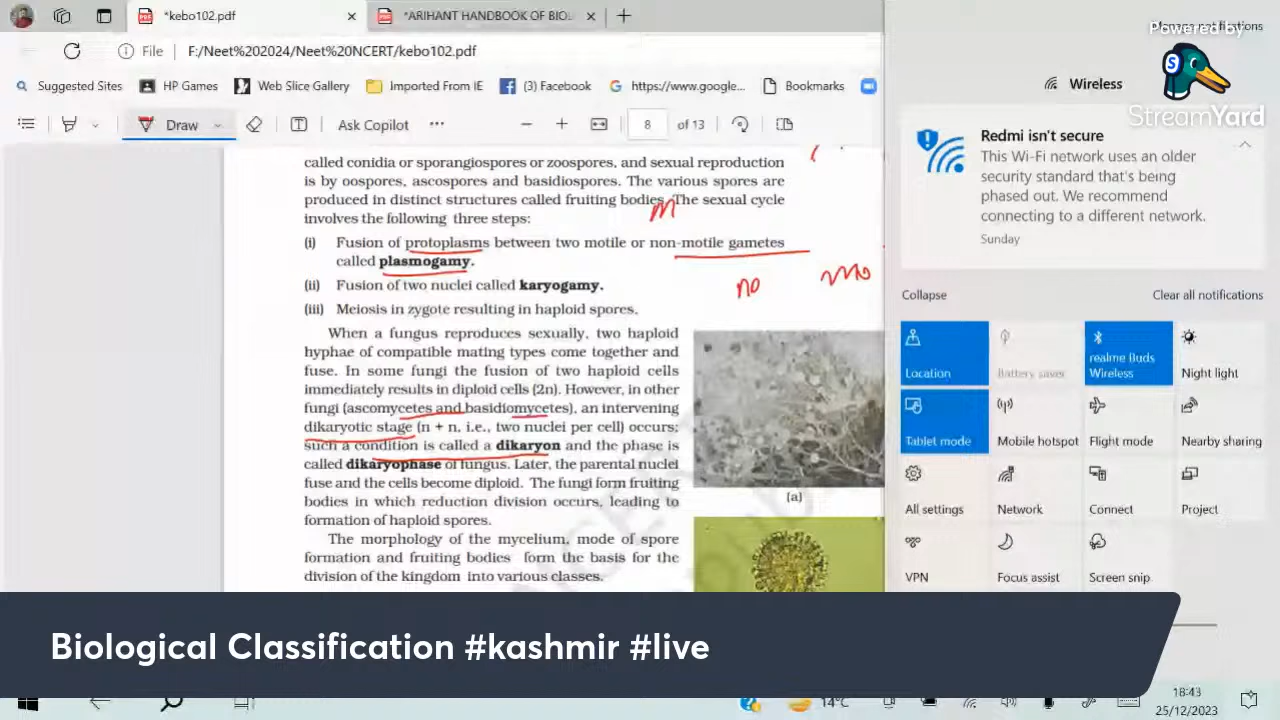 *kebo102.pdf
*ARIHANT HANDBOOK OF BIOL
File F:/Neet%202024/Neet%20NCERT/kebo102.pdf
Suggested Sites HP Games Web Slice Gallery Imported From IE (3) Facebook https://www.google... Bookmarks
Draw Ask Copilot 8 of 13
called conidia or sporangiospores or zoospores, and sexual reproduction
is by oospores, ascospores and basidiospores. The various spores are
produced in distinct structures called fruiting bodies. The sexual cycle
involves the following three steps:
(i) Fusion of protoplasms between two motile or non-motile gametes
called plasmogamy.
(ii) Fusion of two nuclei called karyogamy.
(iii) Meiosis in zygote resulting in haploid spores.
When a fungus reproduces sexually, two haploid
hyphae of compatible mating types come together and
fuse. In some fungi the fusion of two haploid cells
immediately results in diploid cells (2n). However, in other
fungi (ascomycetes and basidiomycetes), an intervening
dikaryotic stage (n + n, i.e., two nuclei per cell) occurs;
such a condition is called a dikaryon and the phase is
called dikaryophase of fungus. Later, the parental nuclei
fuse and the cells become diploid. The fungi form fruiting
bodies in which reduction division occurs, leading to
formation of haploid spores.
The morphology of the mycelium, mode of spore
formation and fruiting bodies form the basis for the
division of the kingdom into various classes.
(a)
Powered by
StreamYard
Wireless
Redmi isn't secure
This Wi-Fi network uses an older
security standard that's being
phased out. We recommend
connecting to a different network.
Sunday
Collapse Clear all notifications
Location Battery saver realme Buds Wireless Night light
Tablet mode Mobile hotspot Flight mode Nearby sharing
All settings Network Connect Project
VPN Focus assist Screen snip
Biological Classification #kashmir #live
14°C
18:43
25/12/2023